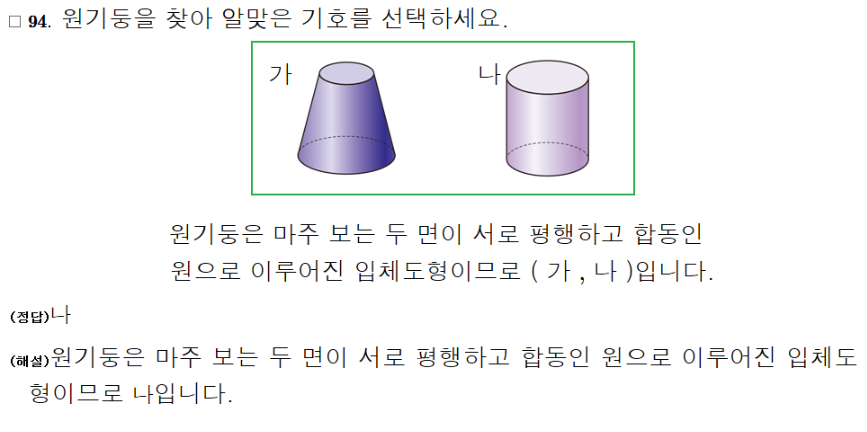 □ 94. 원기둥을 찾아 알맞은 기호를 선택하세요.
가 나
원기둥은 마주 보는 두 면이 서로 평행하고 합동인
원으로 이루어진 입체도형이므로 ( 가 , 나 )입니다.
(정답)나
(해설)원기둥은 마주 보는 두 면이 서로 평행하고 합동인 원으로 이루어진 입체도
형이므로 나입니다.